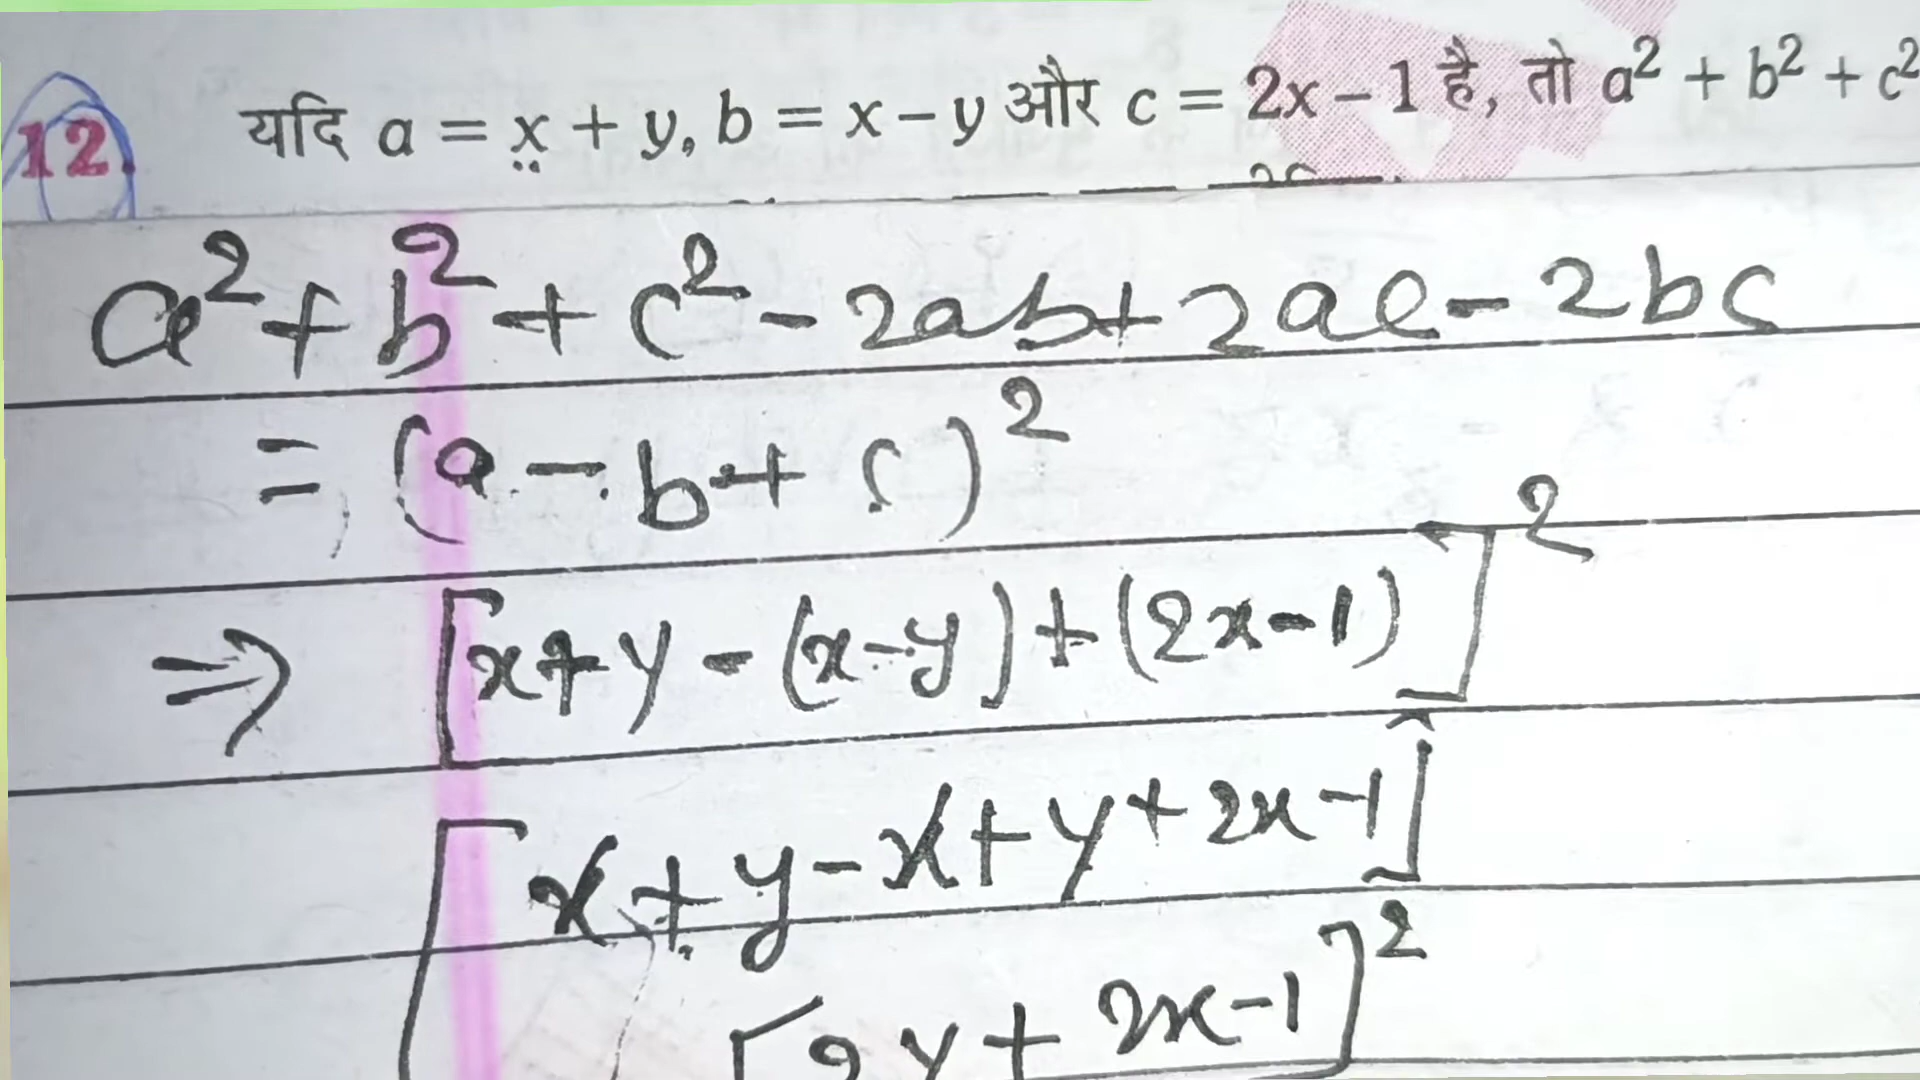 12. यदि a = x + y, b = x – y और c = 2x – 1 है, तो a² + b² + c²
a² + b² + c² - 2ab + 2ac - 2bc
= (a - b + c)²
⇒ [x + y - (x - y) + (2x - 1)]²
[x + y - x + y + 2x - 1]
[2y + 2x - 1]²